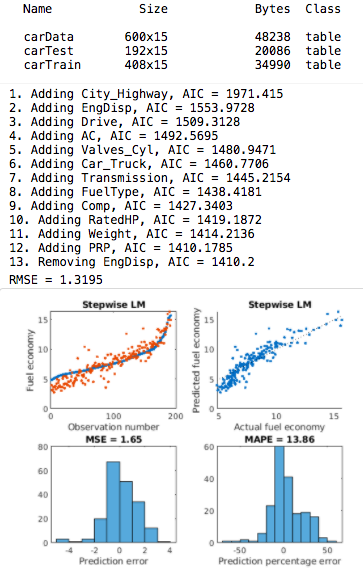 Name Size Bytes Class
carData 600x15 48238 table
carTest 192x15 20086 table
carTrain 408x15 34990 table
1. Adding City_Highway, AIC = 1971.415
2. Adding EngDisp, AIC = 1553.9728
3. Adding Drive, AIC = 1509.3128
4. Adding AC, AIC = 1492.5695
5. Adding Valves_Cyl, AIC = 1480.9471
6. Adding Car_Truck, AIC = 1460.7706
7. Adding Transmission, AIC = 1445.2154
8. Adding FuelType, AIC = 1438.4181
9. Adding Comp, AIC = 1427.3403
10. Adding RatedHP, AIC = 1419.1872
11. Adding Weight, AIC = 1414.2136
12. Adding PRP, AIC = 1410.1785
13. Removing EngDisp, AIC = 1410.2
RMSE = 1.3195
Stepwise LM
Fuel economy
15
10
5
0
0 100 200
Observation number
Stepwise LM
Predicted fuel economy
15
10
5
0
5 10 15
Actual fuel economy
MSE = 1.65
80
60
40
20
0
-4 -2 0 2 4
Prediction error
MAPE = 13.86
60
40
20
0
-50 0 50
Prediction percentage error